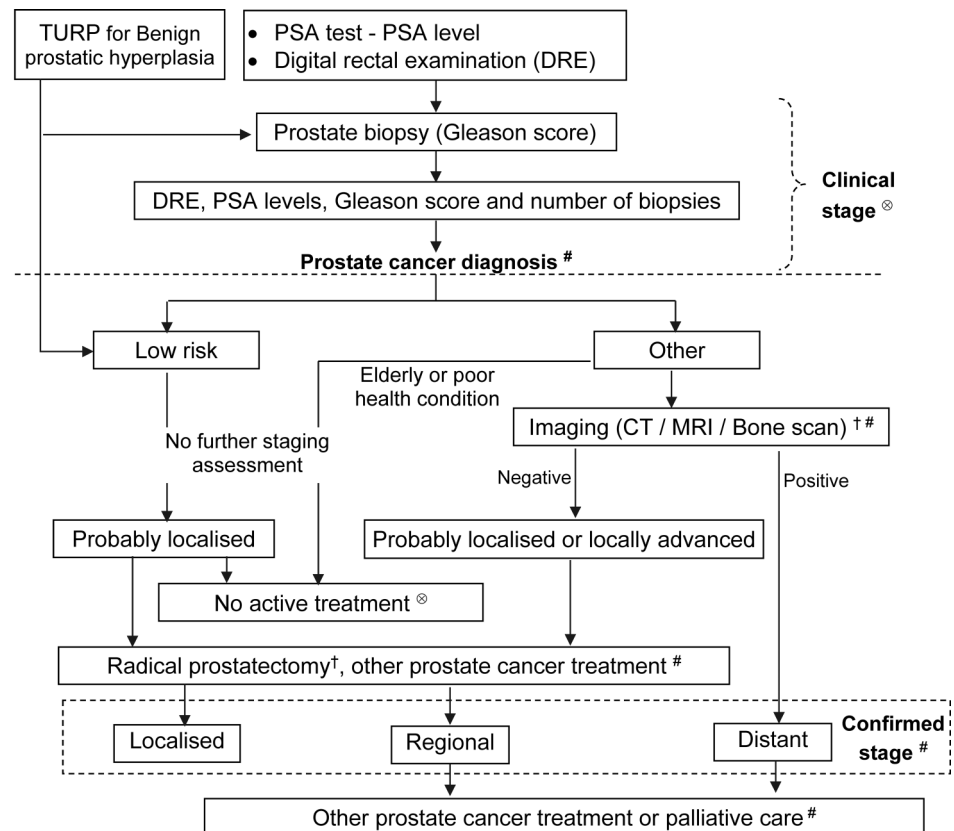 TURP for Benign
prostatic hyperplasia
• PSA test - PSA level
• Digital rectal examination (DRE)
Prostate biopsy (Gleason score)
DRE, PSA levels, Gleason score and number of biopsies
Clinical
stage ⊗
Prostate cancer diagnosis #
Low risk
Other
Elderly or poor
health condition
Imaging (CT / MRI / Bone scan) † #
No further staging
assessment
Negative
Positive
Probably localised
Probably localised or locally advanced
No active treatment ⊗
Radical prostatectomy†, other prostate cancer treatment #
Localised
Regional
Distant
Confirmed
stage #
Other prostate cancer treatment or palliative care #